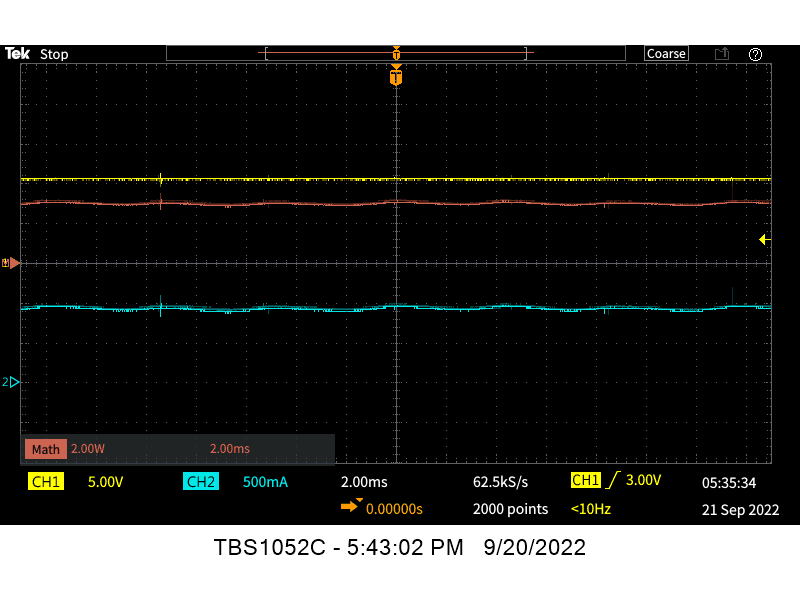 Tek Stop
T
Coarse
T
2
Math 2.00W 2.00ms
CH1 5.00V CH2 500mA 2.00ms 62.5kS/s CH1 3.00V 05:35:34
0.00000s 2000 points <10Hz 21 Sep 2022
TBS1052C - 5:43:02 PM 9/20/2022